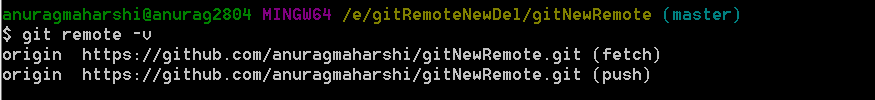 anuragmaharshi@anurag2804 MINGW64 /e/gitRemoteNewDel/gitNewRemote (master)
$ git remote -v
origin  https://github.com/anuragmaharshi/gitNewRemote.git (fetch)
origin  https://github.com/anuragmaharshi/gitNewRemote.git (push)